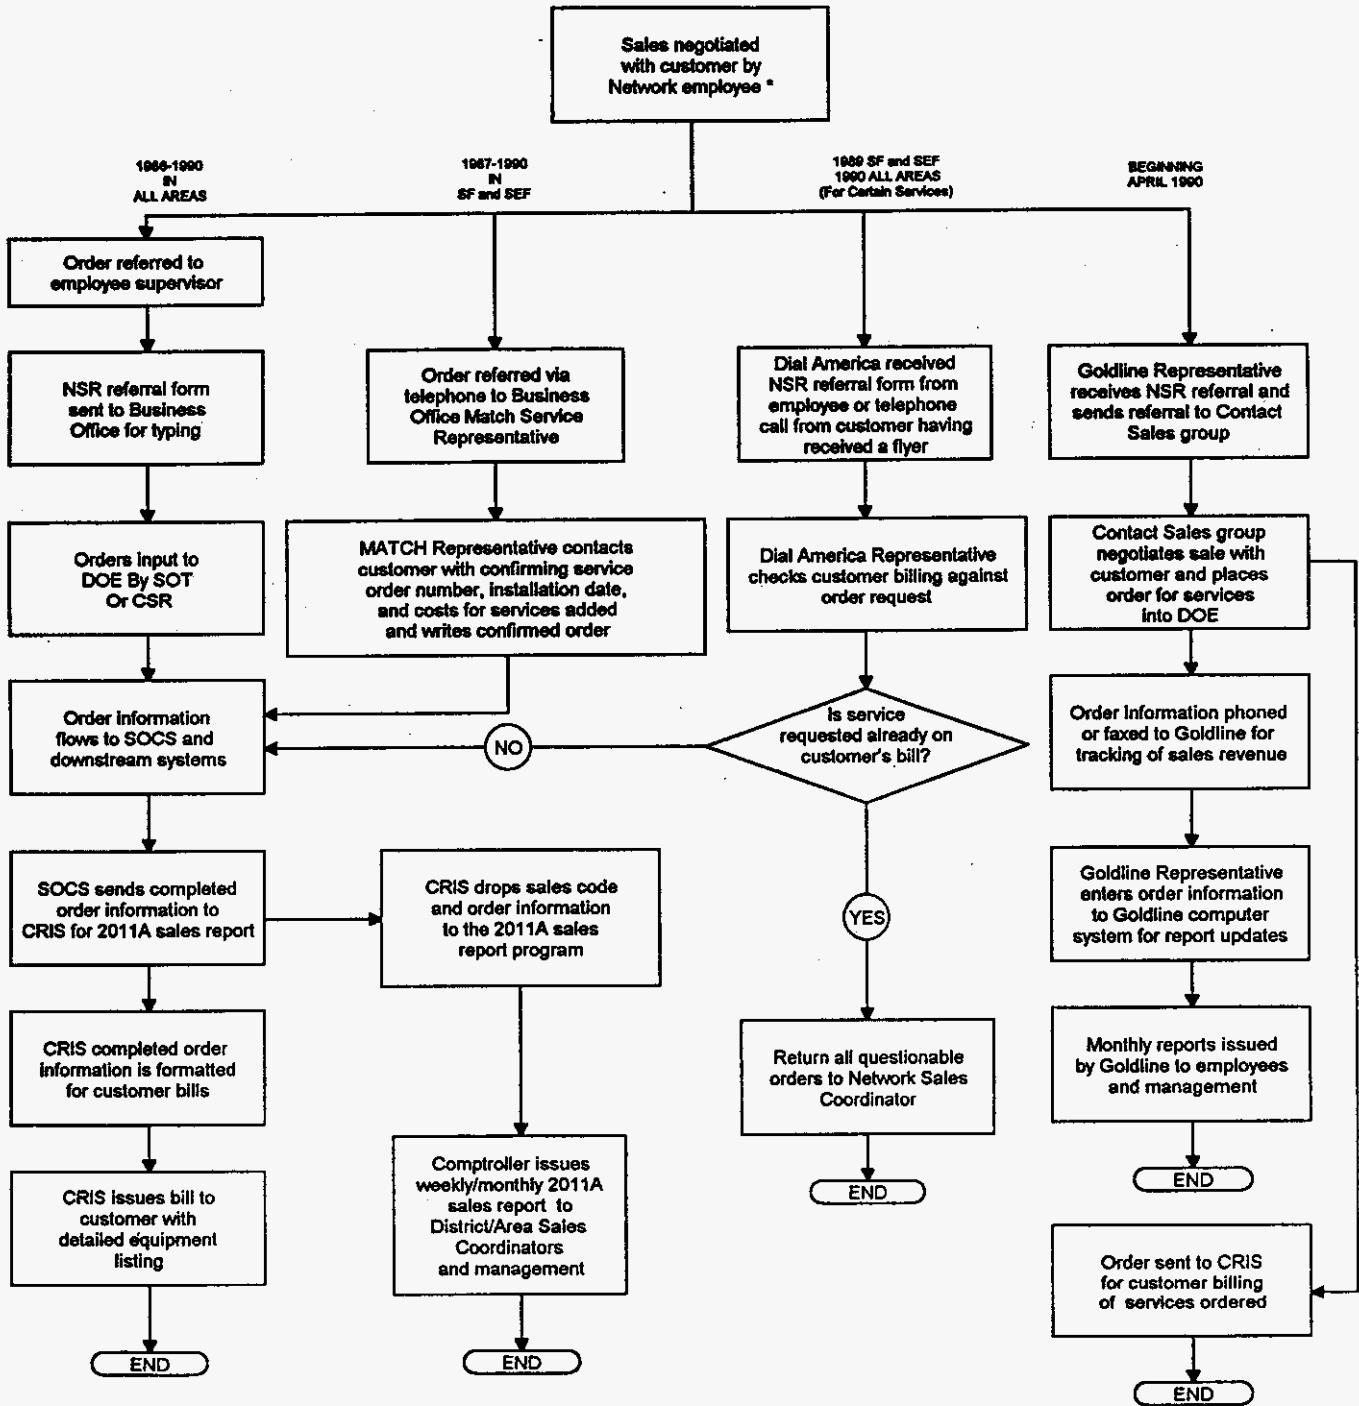 Sales negotiated
with customer by
Network employee *
1986-1990
IN
ALL AREAS
1987-1990
IN
SF and SEF
1989 SF and SEF
1990 ALL AREAS
(For Certain Services)
BEGINNING
APRIL 1990
Order referred to
employee supervisor
NSR referral form
sent to Business
Office for typing
Order referred via
telephone to Business
Office Match Service
Representative
Dial America received
NSR referral form from
employee or telephone
call from customer having
received a flyer
Goldline Representative
receives NSR referral and
sends referral to Contact
Sales group
Orders input to
DOE By SOT
Or CSR
MATCH Representative contacts
customer with confirming service
order number, installation date,
and costs for services added
and writes confirmed order
Dial America Representative
checks customer billing against
order request
Contact Sales group
negotiates sale with
customer and places
order for services
into DOE
Order information
flows to SOCS and
downstream systems
NO
Is service
requested already on
customer's bill?
Order information phoned
or faxed to Goldline for
tracking of sales revenue
SOCS sends completed
order information to
CRIS for 2011A sales report
CRIS drops sales code
and order information
to the 2011A sales
report program
YES
Goldline Representative
enters order information
to Goldline computer
system for report updates
CRIS completed order
information is formatted
for customer bills
Return all questionable
orders to Network Sales
Coordinator
Monthly reports issued
by Goldline to employees
and management
CRIS issues bill to
customer with
detailed equipment
listing
Comptroller issues
weekly/monthly 2011A
sales report to
District/Area Sales
Coordinators
and management
END
END
Order sent to CRIS
for customer billing
of services ordered
END
END
END